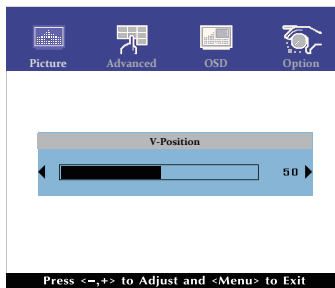 Picture Advanced OSD Option
V-Position
50
Press <–,+> to Adjust and <Menu> to Exit